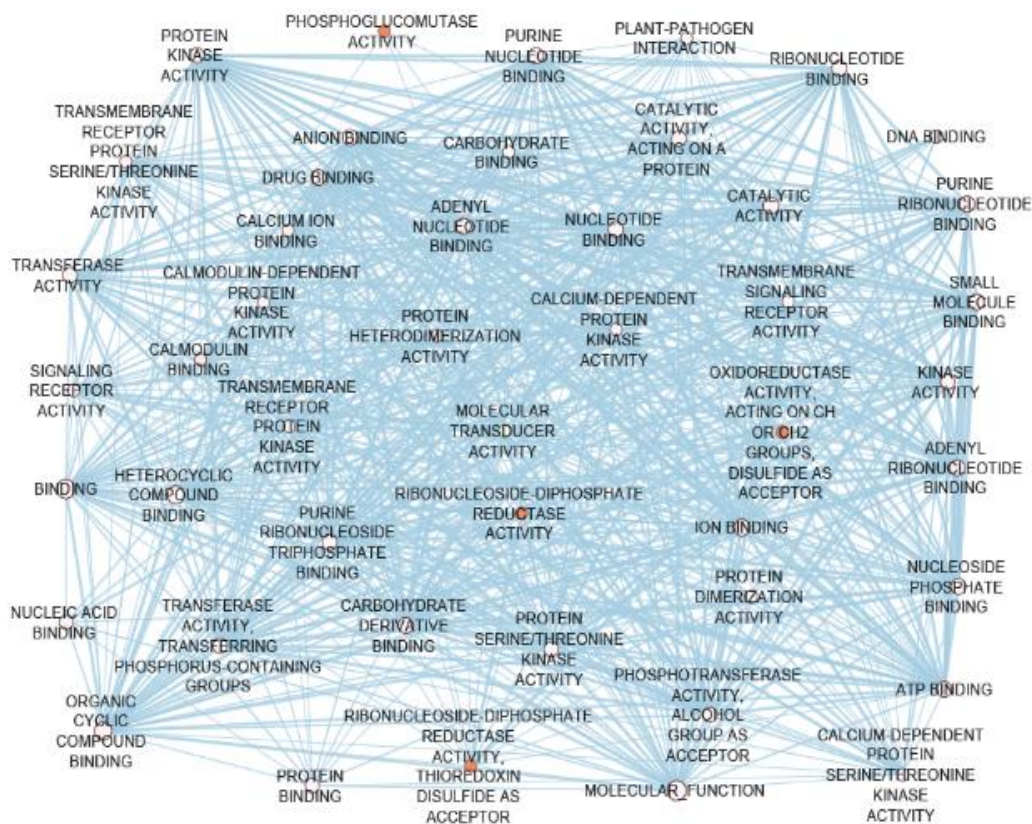 PHOSPHOGLUCOMUTASE
ACTIVITY
PROTEIN
KINASE
ACTIVITY
PURINE
NUCLEOTIDE
BINDING
PLANT-PATHOGEN
INTERACTION
RIBONUCLEOTIDE
BINDING
TRANSMEMBRANE
RECEPTOR
PROTEIN
SERINE/THREONINE
KINASE
ACTIVITY
ANION BINDING
CARBOHYDRATE
BINDING
CATALYTIC
ACTIVITY,
ACTING ON A
PROTEIN
DNA BINDING
DRUG BINDING
PURINE
RIBONUCLEOTIDE
BINDING
CALCIUM ION
BINDING
ADENYL
NUCLEOTIDE
BINDING
NUCLEOTIDE
BINDING
CATALYTIC
ACTIVITY
TRANSFERASE
ACTIVITY
CALMODULIN-DEPENDENT
PROTEIN
KINASE
ACTIVITY
PROTEIN
HETERODIMERIZATION
ACTIVITY
CALCIUM-DEPENDENT
PROTEIN
KINASE
ACTIVITY
TRANSMEMBRANE
SIGNALING
RECEPTOR
ACTIVITY
SMALL
MOLECULE
BINDING
CALMODULIN
BINDING
SIGNALING
RECEPTOR
ACTIVITY
TRANSMEMBRANE
RECEPTOR
PROTEIN
KINASE
ACTIVITY
MOLECULAR
TRANSDUCER
ACTIVITY
OXIDOREDUCTASE
ACTIVITY,
ACTING ON CH
OR CH2
GROUPS,
DISULFIDE AS
ACCEPTOR
KINASE
ACTIVITY
ADENYL
RIBONUCLEOTIDE
BINDING
BINDING
HETEROCYCLIC
COMPOUND
BINDING
PURINE
RIBONUCLEOSIDE
TRIPHOSPHATE
BINDING
RIBONUCLEOSIDE-DIPHOSPHATE
REDUCTASE
ACTIVITY
ION BINDING
NUCLEOSIDE
PHOSPHATE
BINDING
NUCLEIC ACID
BINDING
TRANSFERASE
ACTIVITY,
TRANSFERRING
PHOSPHORUS-CONTAINING
GROUPS
CARBOHYDRATE
DERIVATIVE
BINDING
PROTEIN
SERINE/THREONINE
KINASE
ACTIVITY
PROTEIN
DIMERIZATION
ACTIVITY
PHOSPHOTRANSFERASE
ACTIVITY,
ALCOHOL
GROUP AS
ACCEPTOR
ATP BINDING
ORGANIC
CYCLIC
COMPOUND
BINDING
PROTEIN
BINDING
RIBONUCLEOSIDE-DIPHOSPHATE
REDUCTASE
ACTIVITY,
THIOREDOXIN
DISULFIDE AS
ACCEPTOR
MOLECULAR_FUNCTION
CALCIUM-DEPENDENT
PROTEIN
SERINE/THREONINE
KINASE
ACTIVITY